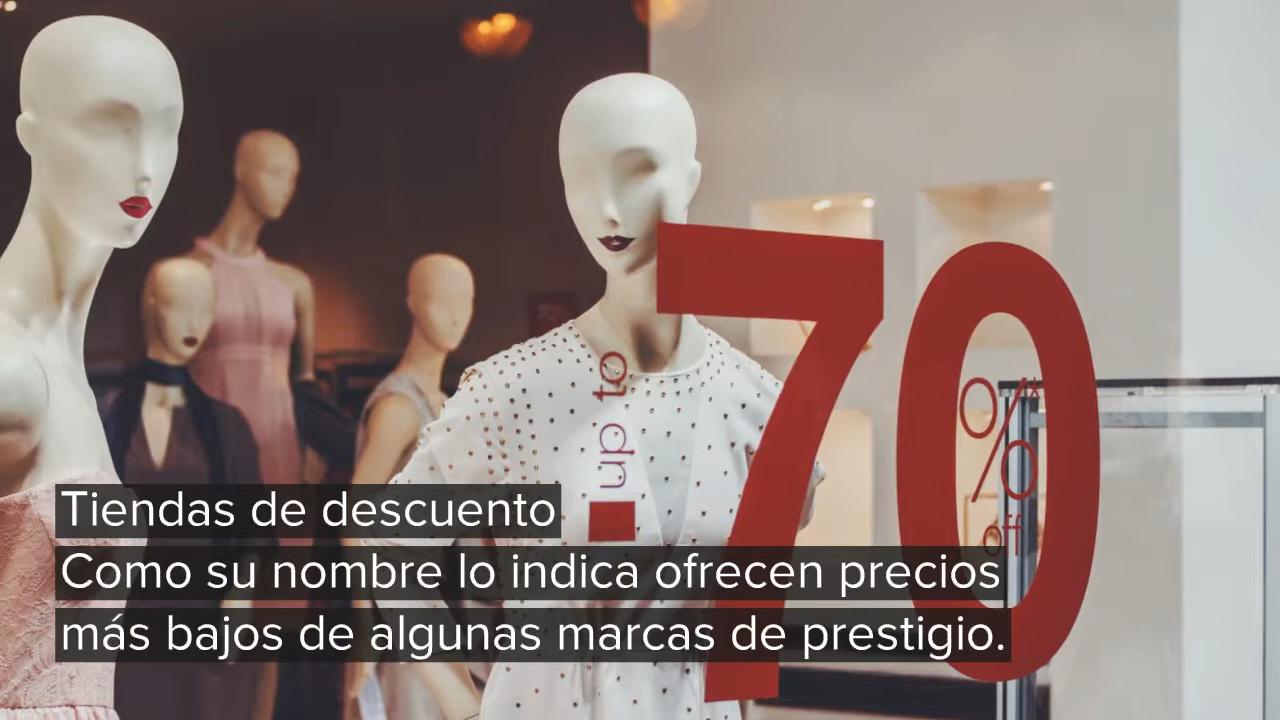 up to
70
%*
off
Tiendas de descuento
Como su nombre lo indica ofrecen precios
más bajos de algunas marcas de prestigio.